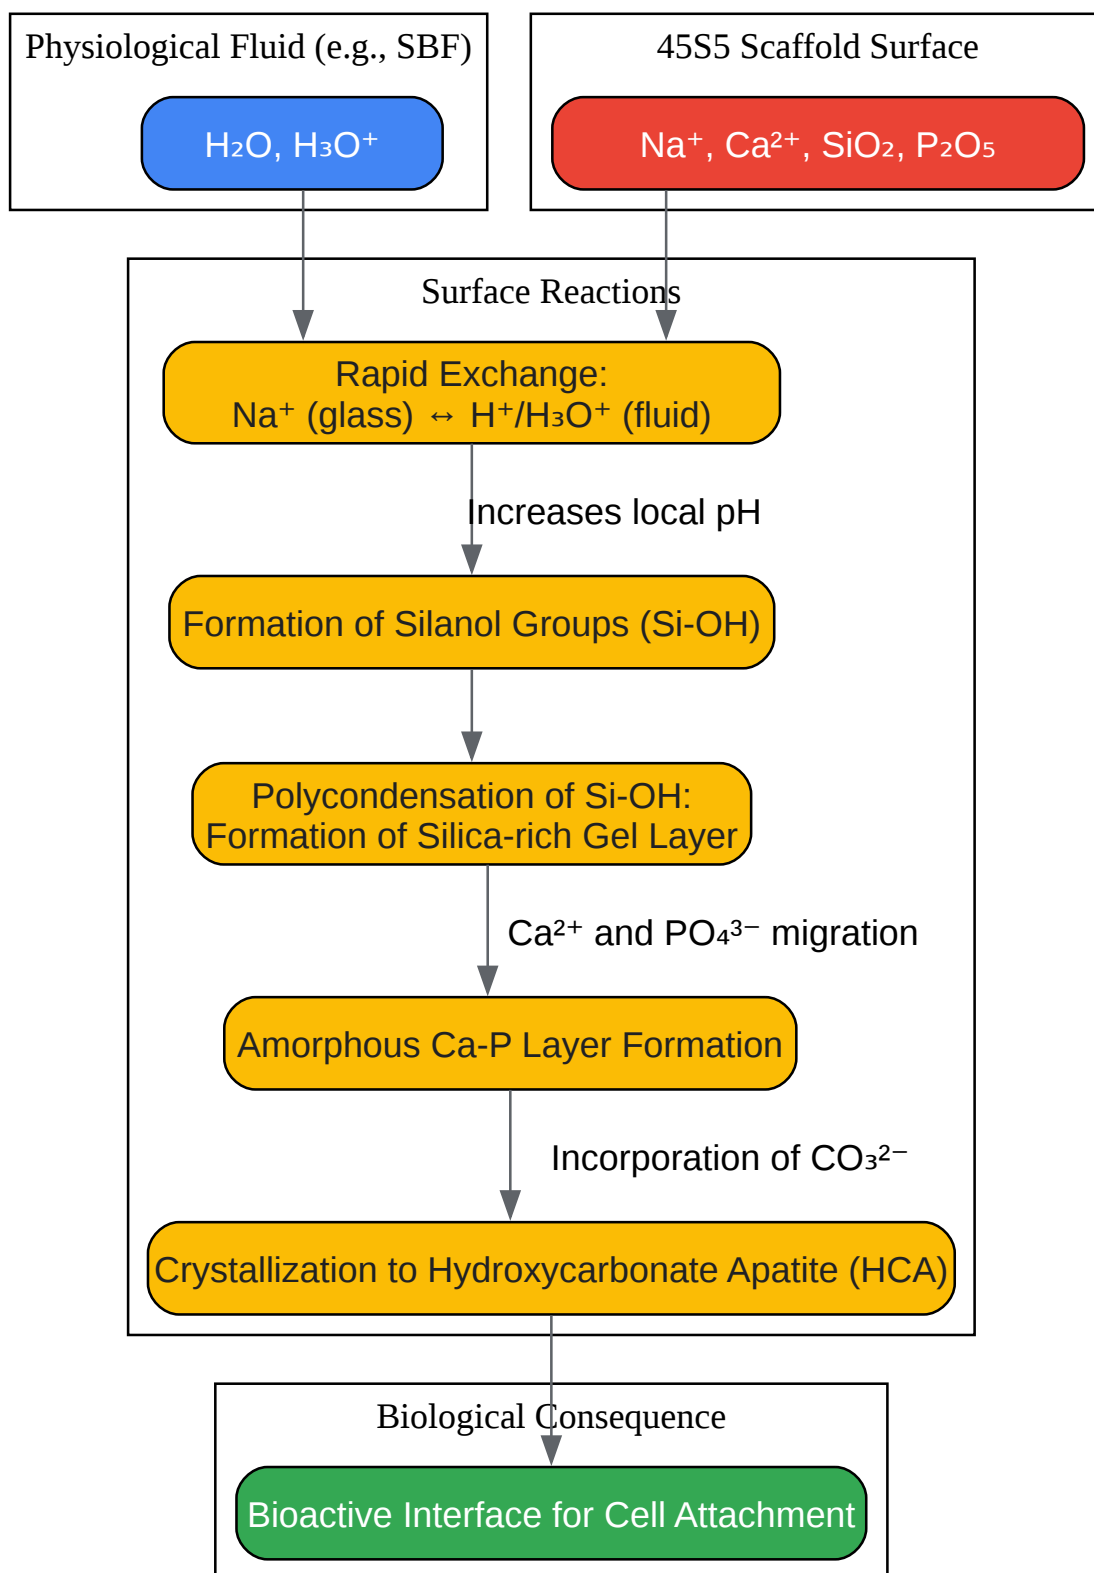 Physiological Fluid (e.g., SBF)
H₂O, H₃O⁺
45S5 Scaffold Surface
Na⁺, Ca²⁺, SiO₂, P₂O₅
Surface Reactions
Rapid Exchange:
Na⁺ (glass) ↔ H⁺/H₃O⁺ (fluid)
Increases local pH
Formation of Silanol Groups (Si-OH)
Polycondensation of Si-OH:
Formation of Silica-rich Gel Layer
Ca²⁺ and PO₄³⁻ migration
Amorphous Ca-P Layer Formation
Incorporation of CO₃²⁻
Crystallization to Hydroxycarbonate Apatite (HCA)
Biological Consequence
Bioactive Interface for Cell Attachment